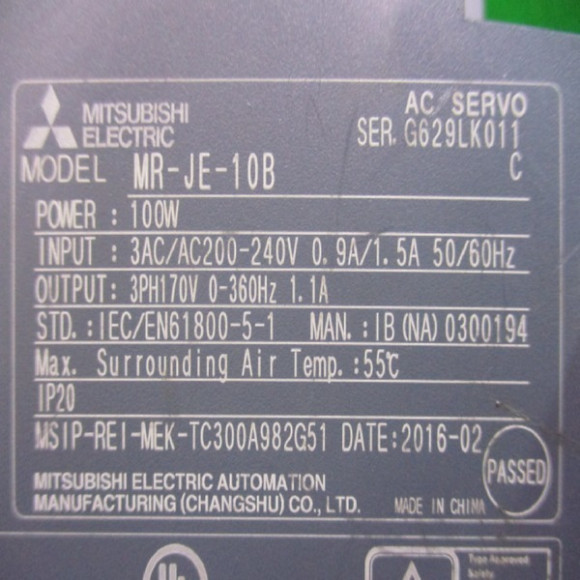 MITSUBISHI
ELECTRIC
AC SERVO
SER. G629LK011
C
MODEL MR-JE-10B
POWER : 100W
INPUT : 3AC/AC200-240V 0.9A/1.5A 50/60Hz
OUTPUT: 3PH170V 0-360Hz 1.1A
STD.:IEC/EN61800-5-1 MAN.:IB(NA)0300194
Max. Surrounding Air Temp.:55℃
IP20
MSIP-REI-MEK-TC300A982G51 DATE:2016-02
PASSED
MITSUBISHI ELECTRIC AUTOMATION
MANUFACTURING (CHANGSHU) CO., LTD. MADE IN CHINA
Type Approved
Safety